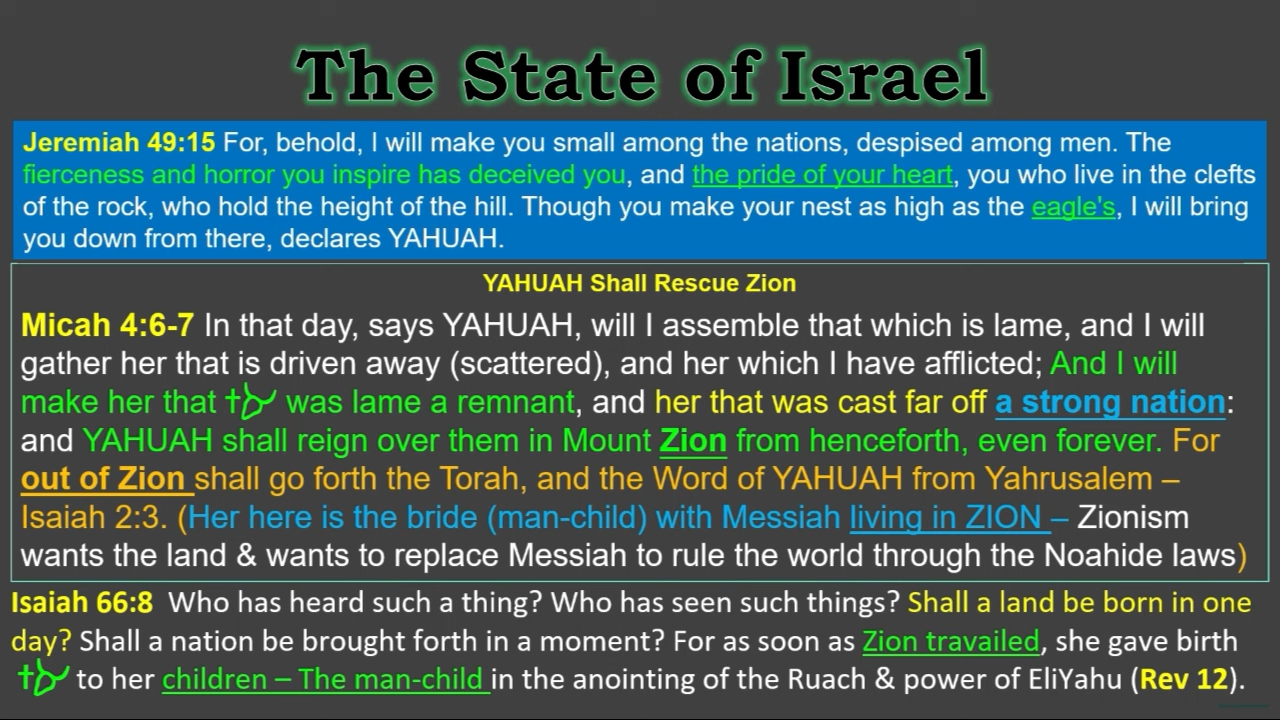 The State of Israel
Jeremiah 49:15 For, behold, I will make you small among the nations, despised among men. The
fierceness and horror you inspire has deceived you, and the pride of your heart, you who live in the clefts
of the rock, who hold the height of the hill. Though you make your nest as high as the eagle's, I will bring
you down from there, declares YAHUAH.
YAHUAH Shall Rescue Zion
Micah 4:6-7 In that day, says YAHUAH, will I assemble that which is lame, and I will
gather her that is driven away (scattered), and her which I have afflicted; And I will
make her that 𐤕𐤀 was lame a remnant, and her that was cast far off a strong nation:
and YAHUAH shall reign over them in Mount Zion from henceforth, even forever. For
out of Zion shall go forth the Torah, and the Word of YAHUAH from Yahrusalem –
Isaiah 2:3. (Her here is the bride (man-child) with Messiah living in ZION – Zionism
wants the land & wants to replace Messiah to rule the world through the Noahide laws)
Isaiah 66:8 Who has heard such a thing? Who has seen such things? Shall a land be born in one
day? Shall a nation be brought forth in a moment? For as soon as Zion travailed, she gave birth
𐤕𐤀 to her children – The man-child in the anointing of the Ruach & power of EliYahu (Rev 12).